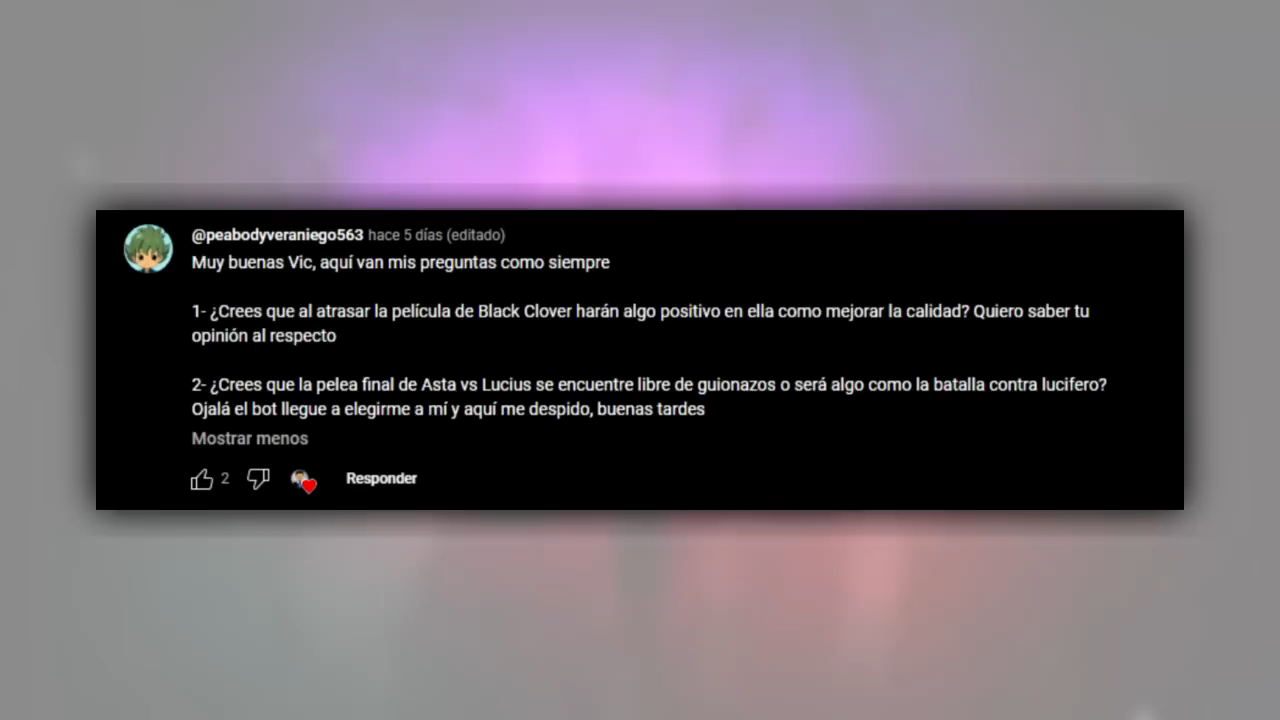 @peabodyveraniego563 hace 5 días (editado)
Muy buenas Vic, aquí van mis preguntas como siempre
1- ¿Crees que al atrasar la película de Black Clover harán algo positivo en ella como mejorar la calidad? Quiero saber tu
opinión al respecto
2- ¿Crees que la pelea final de Asta vs Lucius se encuentre libre de guionazos o será algo como la batalla contra lucifero?
Ojalá el bot llegue a elegirme a mí y aquí me despido, buenas tardes
Mostrar menos
2 Responder